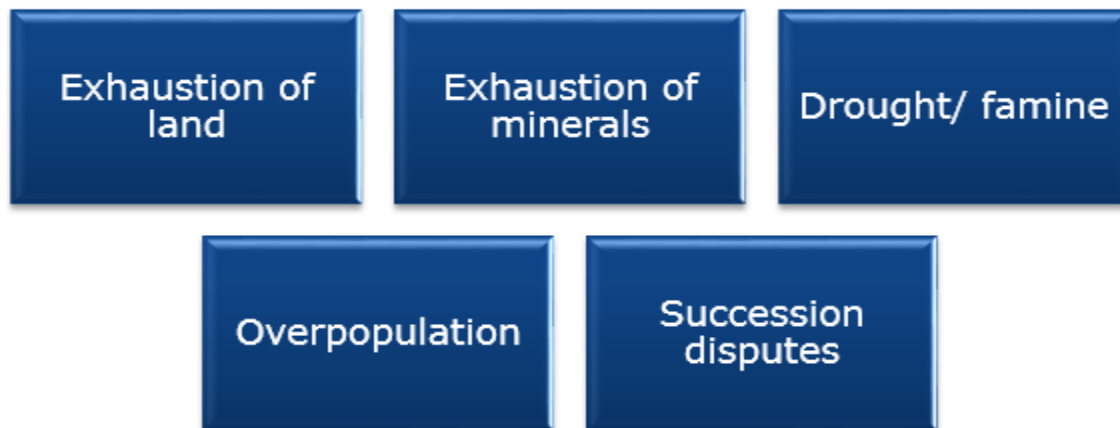 Exhaustion of
land
Exhaustion of
minerals
Drought/ famine
Overpopulation
Succession
disputes